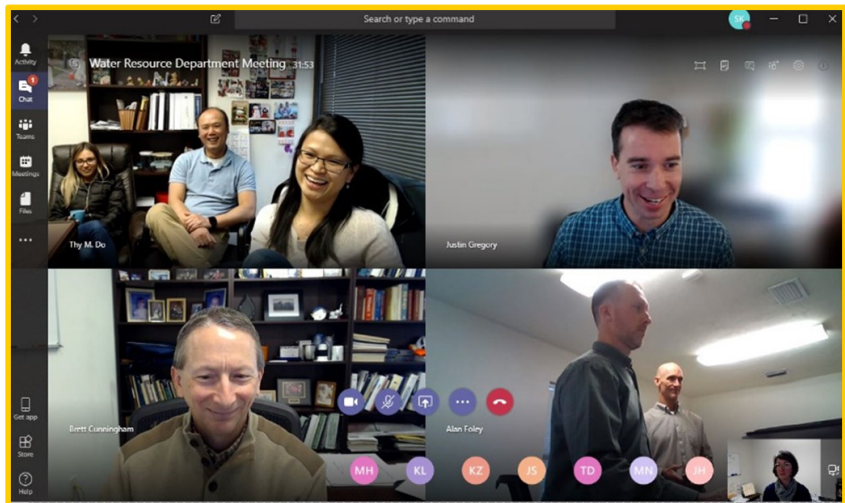 Search or type a command
SK
Activity
Water Resource Department Meeting 31:53
1
Chat
Teams
Meetings
Files
Thy M. Do
Justin Gregory
Get app
Brett Cunningham
Alan Foley
Store
MH KL KZ JS TD MN JH
Help